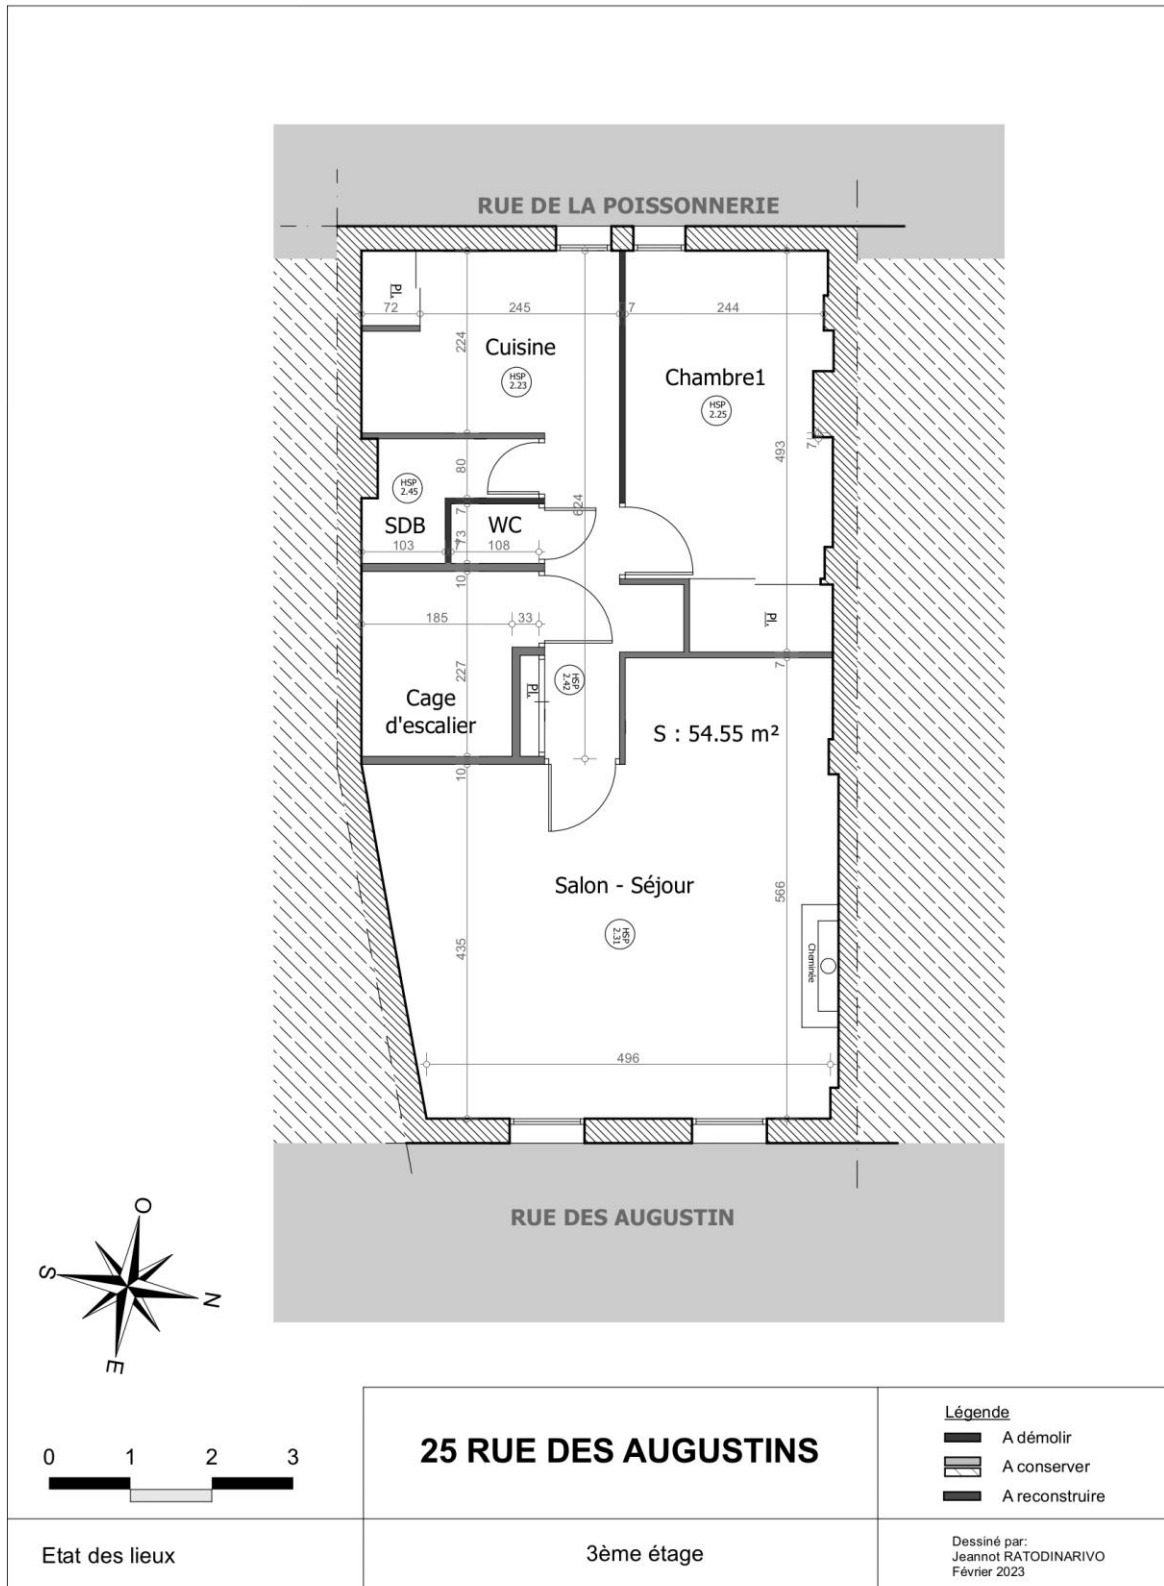 RUE DE LA POISSONNERIE
Pl.
72
245
7
244
224
Cuisine
HSP
2.23
Chambre1
HSP
2.25
7
493
80
HSP
2.45
624
SDB
7
WC
73
103
7
108
10
185
33
Pl.
227
HSP
2.42
7
Cage
d'escalier
Pl.
S : 54.55 m²
10
Salon - Séjour
566
HSP
2.31
435
Cheminée
496
RUE DES AUGUSTIN
O
S
N
E
0 1 2 3
25 RUE DES AUGUSTINS
Légende
A démolir
A conserver
A reconstruire
Etat des lieux
3ème étage
Dessiné par:
Jeannot RATODINARIVO
Février 2023